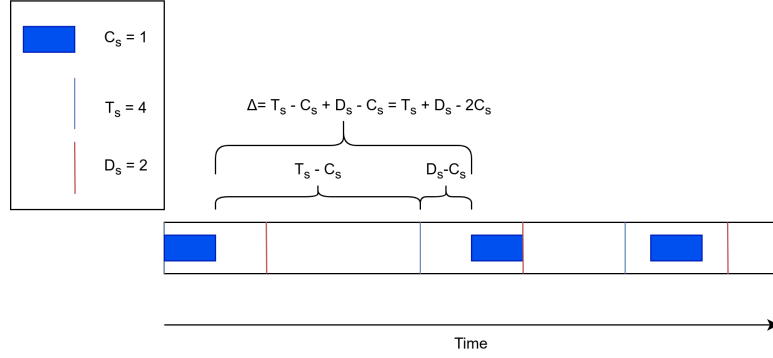 Cₛ = 1
Tₛ = 4
Dₛ = 2
Δ= Tₛ - Cₛ + Dₛ - Cₛ = Tₛ + Dₛ - 2Cₛ
Tₛ - Cₛ
Dₛ-Cₛ
Time